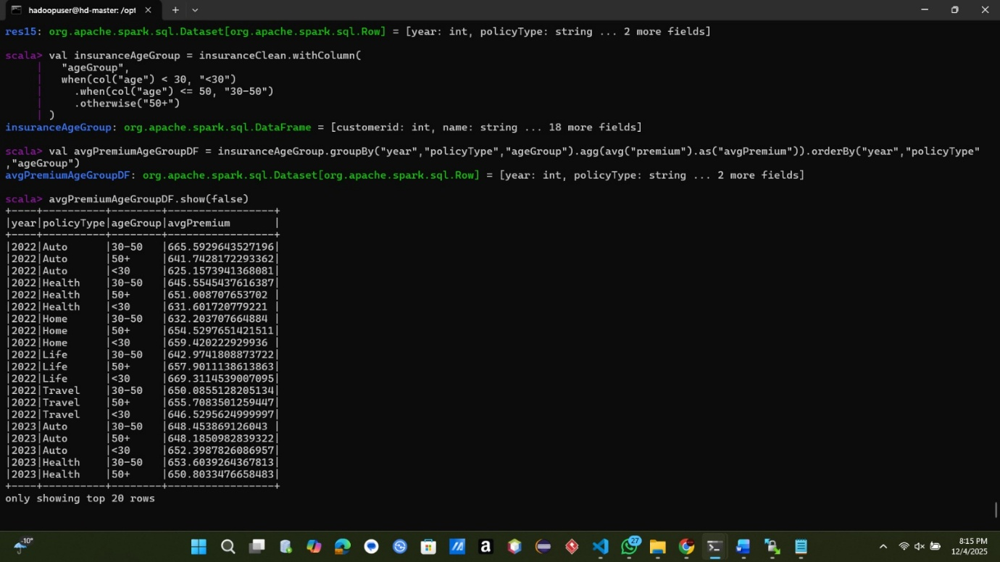 hadoopuser@hd-master: /opt
res15: org.apache.spark.sql.Dataset[org.apache.spark.sql.Row] = [year: int, policyType: string ... 2 more fields]
scala> val insuranceAgeGroup = insuranceClean.withColumn(
     |   "ageGroup",
     |   when(col("age") < 30, "<30")
     |     .when(col("age") <= 50, "30-50")
     |     .otherwise("50+")
     | )
insuranceAgeGroup: org.apache.spark.sql.DataFrame = [customerid: int, name: string ... 18 more fields]
scala> val avgPremiumAgeGroupDF = insuranceAgeGroup.groupBy("year","policyType","ageGroup").agg(avg("premium").as("avgPremium")).orderBy("year","policyType"
,"ageGroup")
avgPremiumAgeGroupDF: org.apache.spark.sql.Dataset[org.apache.spark.sql.Row] = [year: int, policyType: string ... 2 more fields]
scala> avgPremiumAgeGroupDF.show(false)
+----+----------+--------+-----------------+
|year|policyType|ageGroup|avgPremium       |
+----+----------+--------+-----------------+
|2022|Auto      |30-50   |665.5929643527196|
|2022|Auto      |50+     |641.7428172293362|
|2022|Auto      |<30     |625.1573941368081|
|2022|Health    |30-50   |645.5545437616387|
|2022|Health    |50+     |651.008707653702 |
|2022|Health    |<30     |631.601720779221 |
|2022|Home      |30-50   |632.203707664884 |
|2022|Home      |50+     |654.5297651421511|
|2022|Home      |<30     |659.420222929936 |
|2022|Life      |30-50   |642.9741808873722|
|2022|Life      |50+     |657.9011138613863|
|2022|Life      |<30     |669.3114539007095|
|2022|Travel    |30-50   |650.0855128205134|
|2022|Travel    |50+     |655.7083501259447|
|2022|Travel    |<30     |646.5295624999997|
|2023|Auto      |30-50   |648.453869126043 |
|2023|Auto      |50+     |648.1850982839322|
|2023|Auto      |<30     |652.3987826086957|
|2023|Health    |30-50   |653.6039264367813|
|2023|Health    |50+     |650.8033476658483|
+----+----------+--------+-----------------+
only showing top 20 rows
-10°
27
8:15 PM
12/4/2025